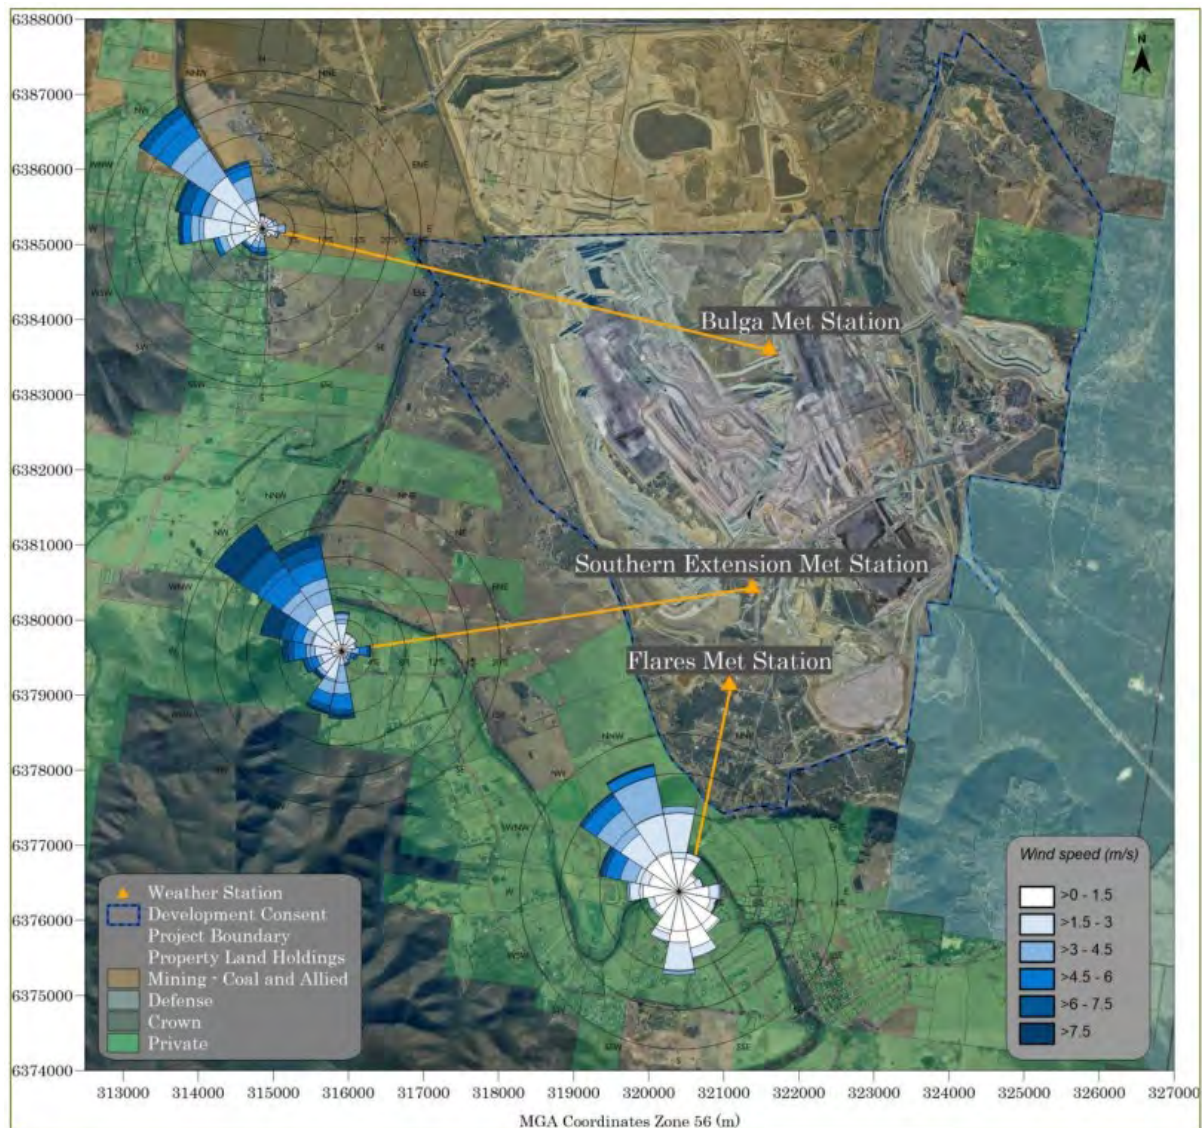 6388000
6387000
6386000
6385000
6384000
6383000
6382000
6381000
6380000
6379000
6378000
6377000
6376000
6375000
6374000
N
Bulga Met Station
Southern Extension Met Station
Flares Met Station
Weather Station
Development Consent
Project Boundary
Property Land Holdings
Mining - Coal and Allied
Defense
Crown
Private
Wind speed (m/s)
>0 - 1.5
>1.5 - 3
>3 - 4.5
>4.5 - 6
>6 - 7.5
>7.5
313000 314000 315000 316000 317000 318000 319000 320000 321000 322000 323000 324000 325000 326000 327000
MGA Coordinates Zone 56 (m)